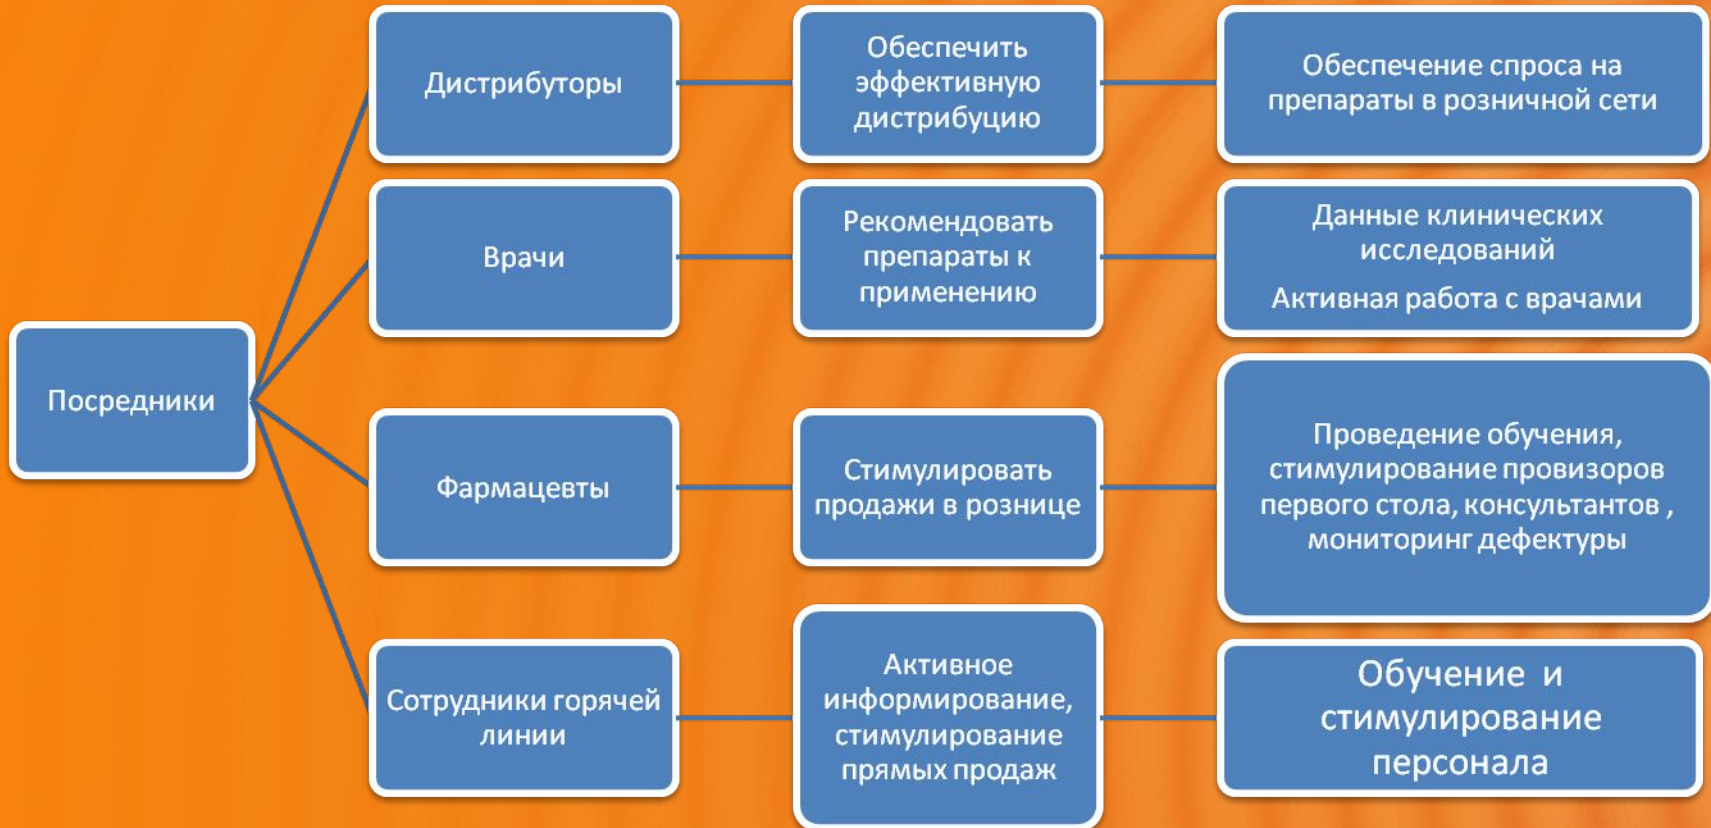 Дистрибуторы
Обеспечить
эффективную
дистрибуцию
Обеспечение спроса на
препараты в розничной сети
Врачи
Рекомендовать
препараты к
применению
Данные клинических
исследований
Активная работа с врачами
Посредники
Фармацевты
Стимулировать
продажи в рознице
Проведение обучения,
стимулирование провизоров
первого стола, консультантов ,
мониторинг дефектуры
Сотрудники горячей
линии
Активное
информирование,
стимулирование
прямых продаж
Обучение и
стимулирование
персонала